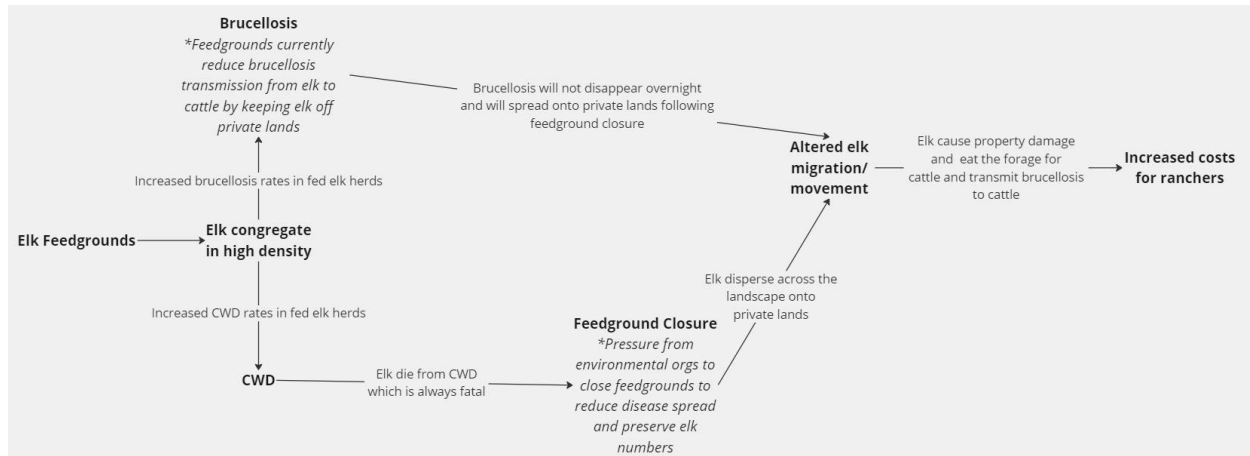 Brucellosis
*Feedgrounds currently
reduce brucellosis
transmission from elk to
cattle by keeping elk off
private lands
Brucellosis will not disappear overnight
and will spread onto private lands following
feedground closure
Increased brucellosis rates in fed elk herds
Elk Feedgrounds
Elk congregate
in high density
Altered elk
migration/
movement
Elk cause property damage
and eat the forage for
cattle and transmit brucellosis
to cattle
Increased costs
for ranchers
Increased CWD rates in fed elk herds
Elk disperse across the
landscape onto
private lands
CWD
Elk die from CWD
which is always fatal
Feedground Closure
*Pressure from
environmental orgs to
close feedgrounds to
reduce disease spread
and preserve elk
numbers